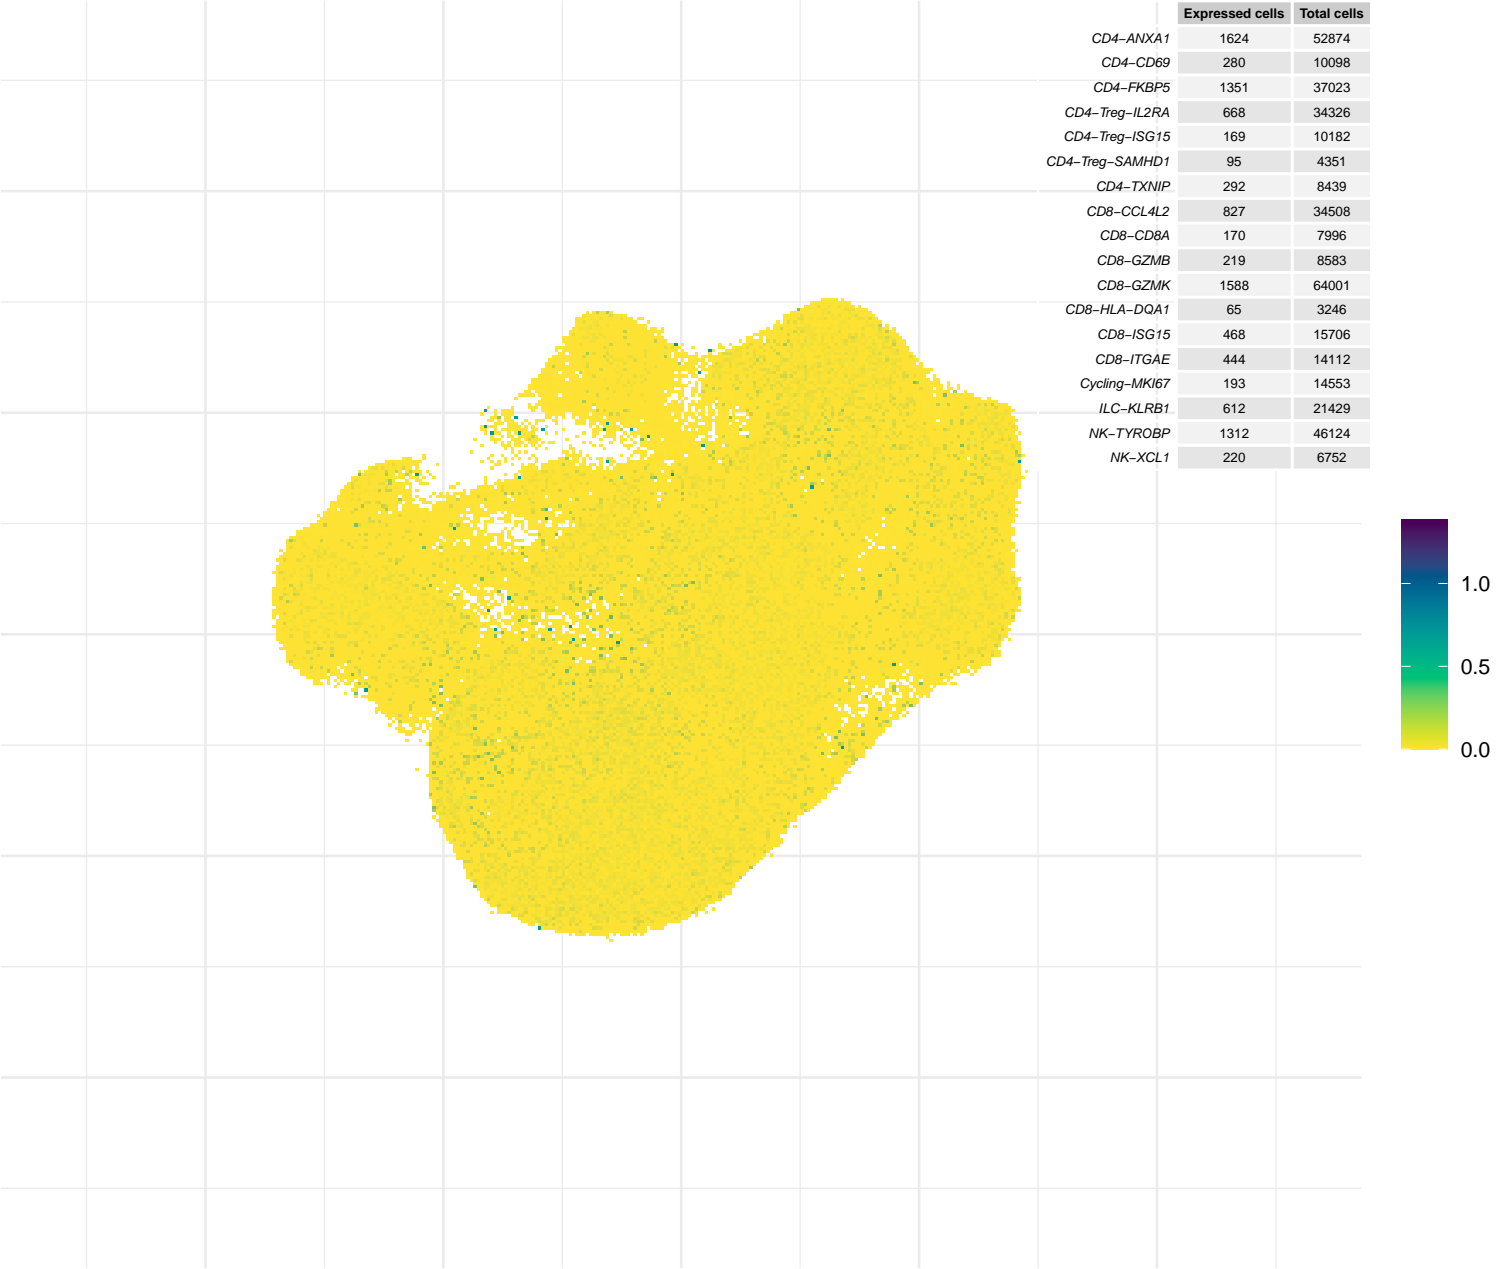 Expressed cells Total cells
CD4−ANXA1 1624 52874
CD4−CD69 280 10098
CD4−FKBP5 1351 37023
CD4−Treg−IL2RA 668 34326
CD4−Treg−ISG15 169 10182
CD4−Treg−SAMHD1 95 4351
CD4−TXNIP 292 8439
CD8−CCL4L2 827 34508
CD8−CD8A 170 7996
CD8−GZMB 219 8583
CD8−GZMK 1588 64001
CD8−HLA−DQA1 65 3246
CD8−ISG15 468 15706
CD8−ITGAE 444 14112
Cycling−MKI67 193 14553
ILC−KLRB1 612 21429
NK−TYROBP 1312 46124
NK−XCL1 220 6752
1.0
0.5
0.0